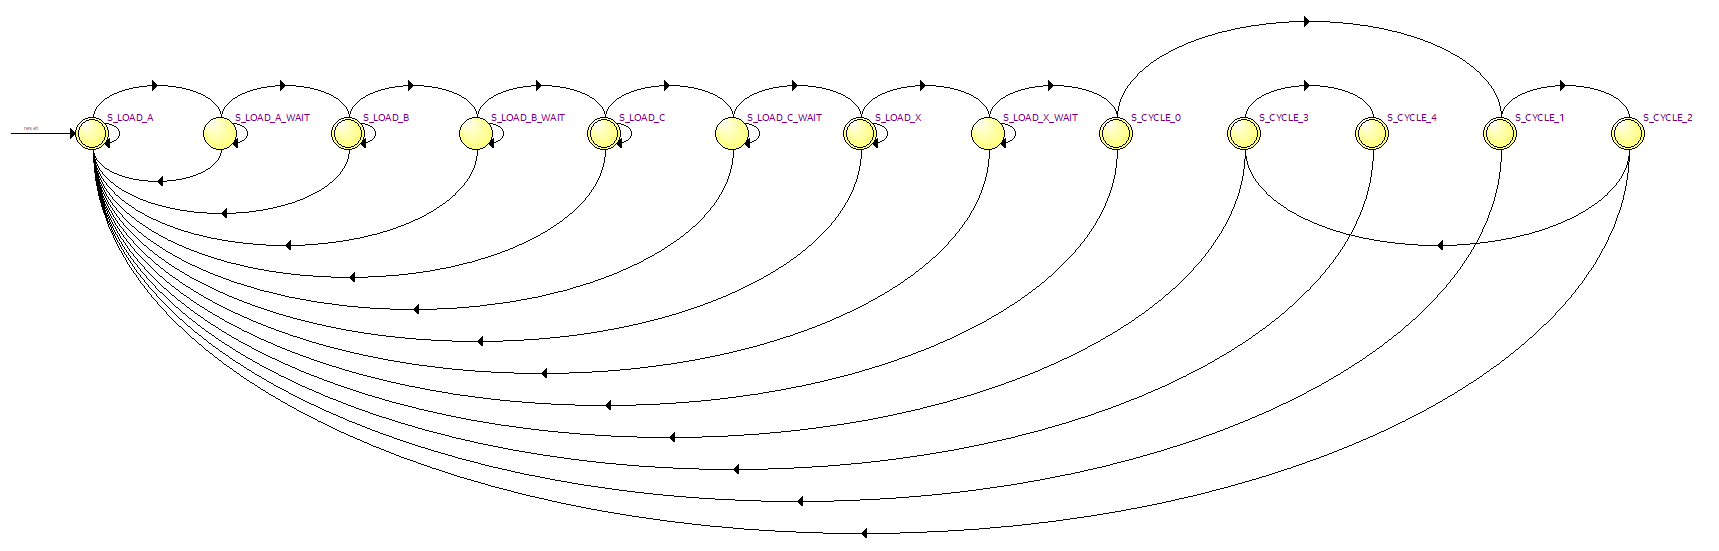 reset
S_LOAD_A
S_LOAD_A_WAIT
S_LOAD_B
S_LOAD_B_WAIT
S_LOAD_C
S_LOAD_C_WAIT
S_LOAD_X
S_LOAD_X_WAIT
S_CYCLE_0
S_CYCLE_3
S_CYCLE_4
S_CYCLE_1
S_CYCLE_2